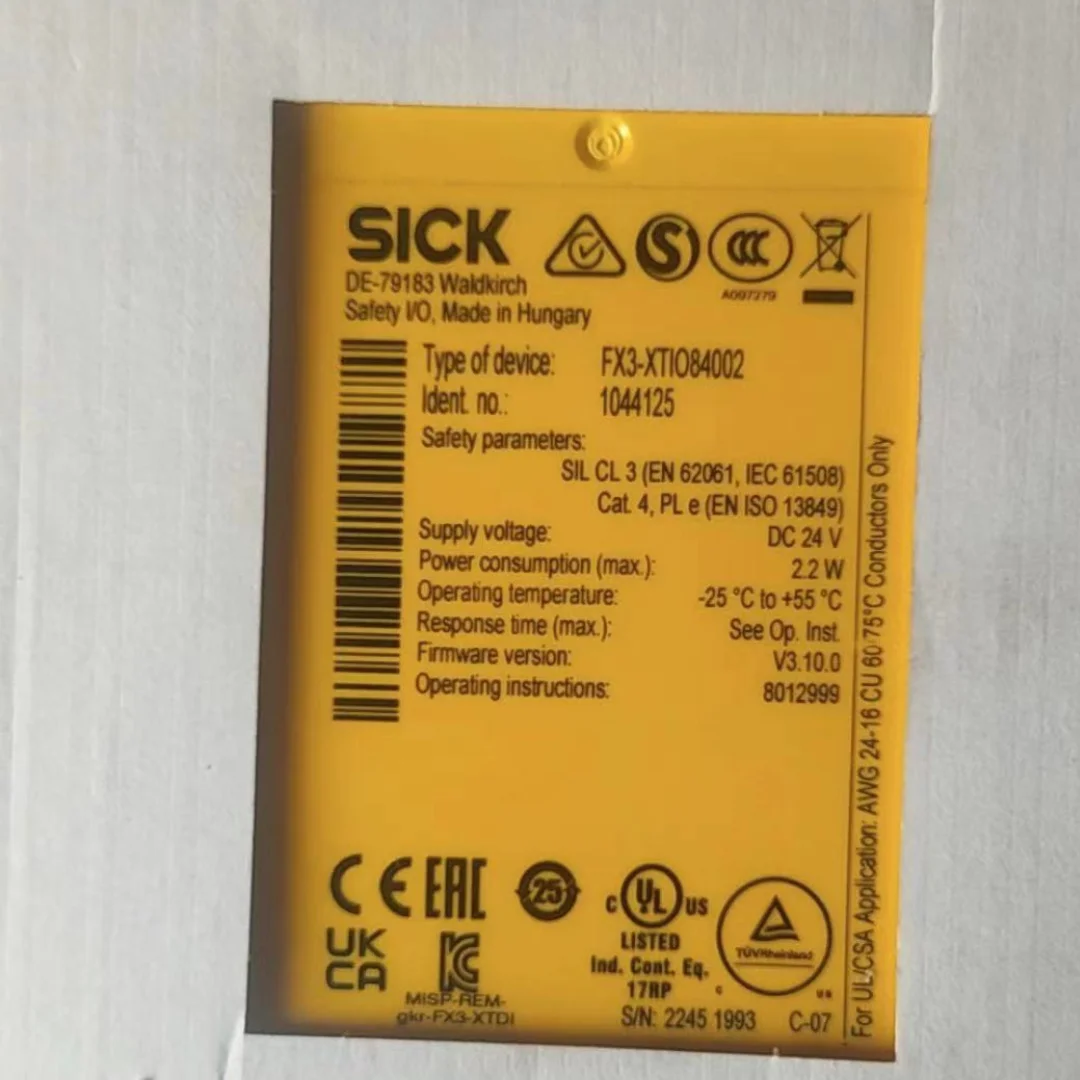 SICK
DE-79183 Waldkirch
Safety I/O, Made in Hungary
A097279
Type of device: FX3-XTIO84002
Ident. no.: 1044125
Safety parameters:
SIL CL 3 (EN 62061, IEC 61508)
Cat. 4, PL e (EN ISO 13849)
Supply voltage: DC 24 V
Power consumption (max.): 2.2 W
Operating temperature: -25 °C to +55 °C
Response time (max.): See Op. Inst.
Firmware version: V3.10.0
Operating instructions: 8012999
For UL/CSA Application: AWG 24-16 CU 60 75°C Conductors Only
CE EAC 25 C UL US
LISTED
Ind. Cont. Eq.
17RP
UK
CA
MISP-REM-
gkr-FX3-XTDI
TÜVRheinland
C US
S/N: 2245 1993 C-07